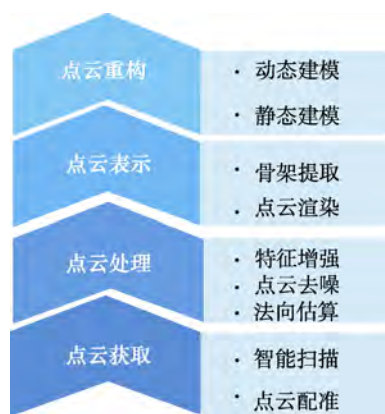 点云重构
· 动态建模
· 静态建模
点云表示
· 骨架提取
· 点云渲染
点云处理
· 特征增强
· 点云去噪
· 法向估算
点云获取
· 智能扫描
· 点云配准